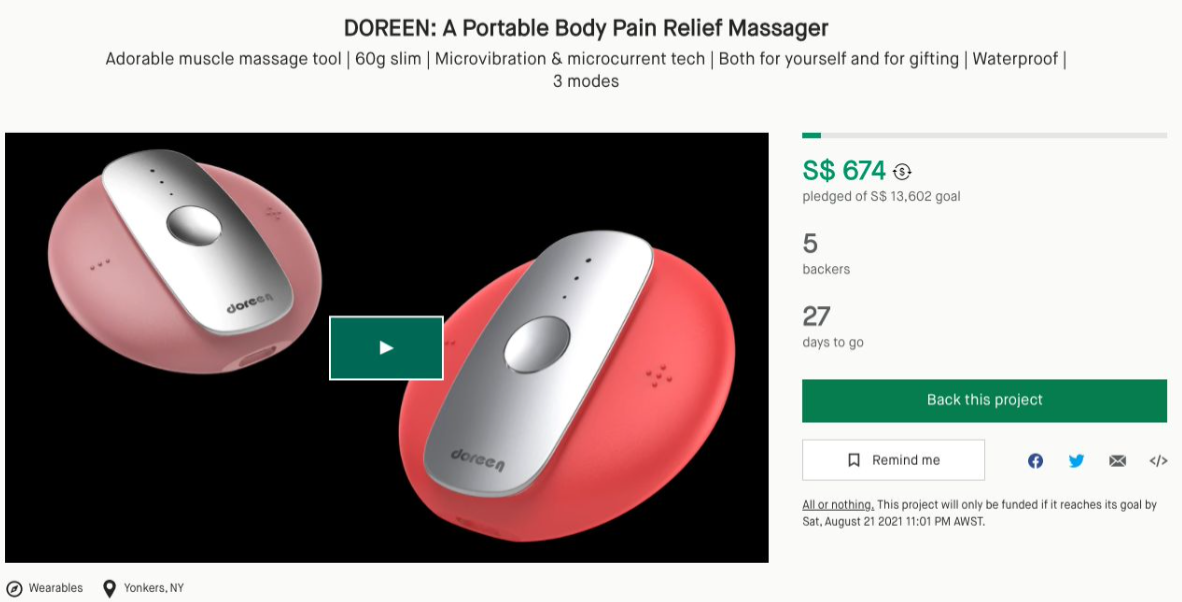 DOREEN: A Portable Body Pain Relief Massager
Adorable muscle massage tool | 60g slim | Microvibration & microcurrent tech | Both for yourself and for gifting | Waterproof |
3 modes
doreen
doreen
S$ 674
pledged of S$ 13,602 goal
5
backers
27
days to go
Back this project
Remind me
</>
All or nothing. This project will only be funded if it reaches its goal by
Sat, August 21 2021 11:01 PM AWST.
Wearables
Yonkers, NY